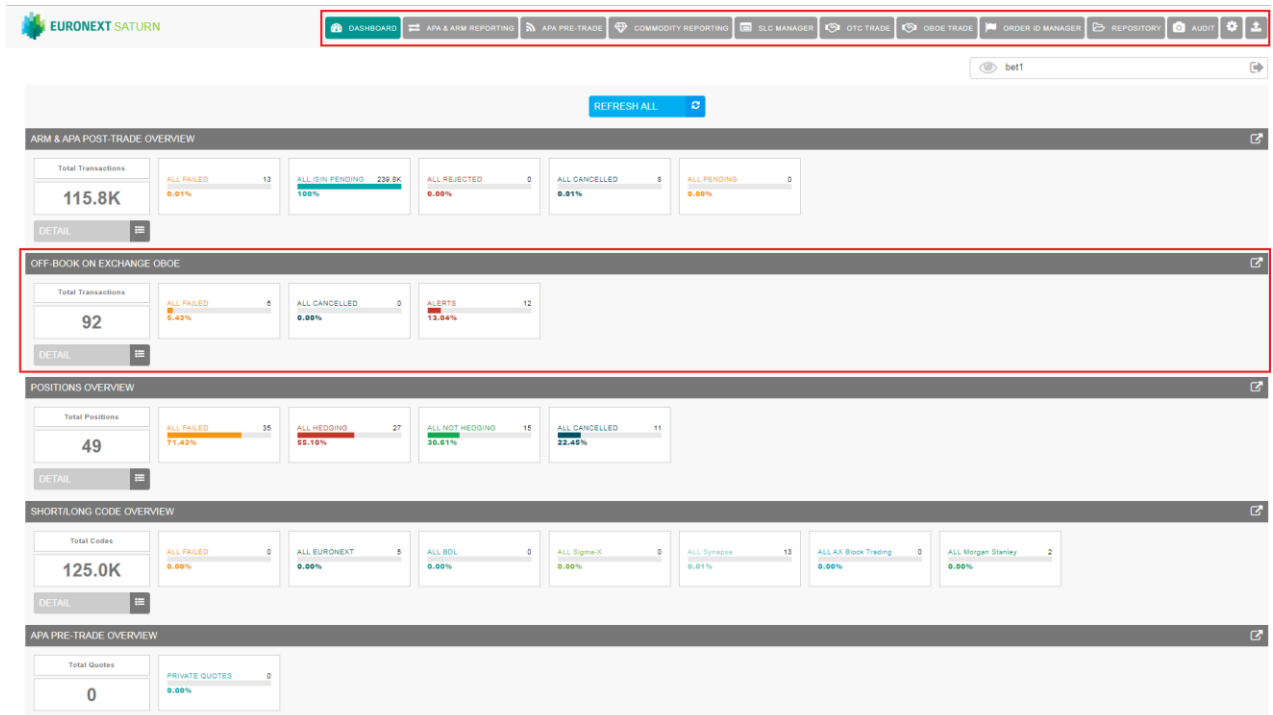 EURONEXT SATURN
DASHBOARD APA & ARM REPORTING APA PRE-TRADE COMMODITY REPORTING SLC MANAGER OTC TRADE OBOE TRADE ORDER ID MANAGER REPOSITORY AUDIT
bet1
REFRESH ALL
ARM & APA POST-TRADE OVERVIEW
Total Transactions
115.8K
DETAIL
ALL FAILED 13
0.01%
ALL ISIN PENDING 239.8K
100%
ALL REJECTED 0
0.00%
ALL CANCELLED 8
0.01%
ALL PENDING 0
0.00%
OFF-BOOK ON EXCHANGE OBOE
Total Transactions
92
DETAIL
ALL FAILED 5
5.43%
ALL CANCELLED 0
0.00%
ALERTS 12
13.04%
POSITIONS OVERVIEW
Total Positions
49
DETAIL
ALL FAILED 35
71.43%
ALL HEDGING 27
55.10%
ALL NOT HEDGING 15
30.61%
ALL CANCELLED 11
22.45%
SHORT/LONG CODE OVERVIEW
Total Codes
125.0K
DETAIL
ALL FAILED 0
0.00%
ALL EURONEXT 5
0.00%
ALL BDL 0
0.00%
ALL Sigma-X 0
0.00%
ALL Synapse 13
0.01%
ALL AX Block Trading 0
0.00%
ALL Morgan Stanley 2
0.00%
APA PRE-TRADE OVERVIEW
Total Quotes
0
PRIVATE QUOTES 0
0.00%